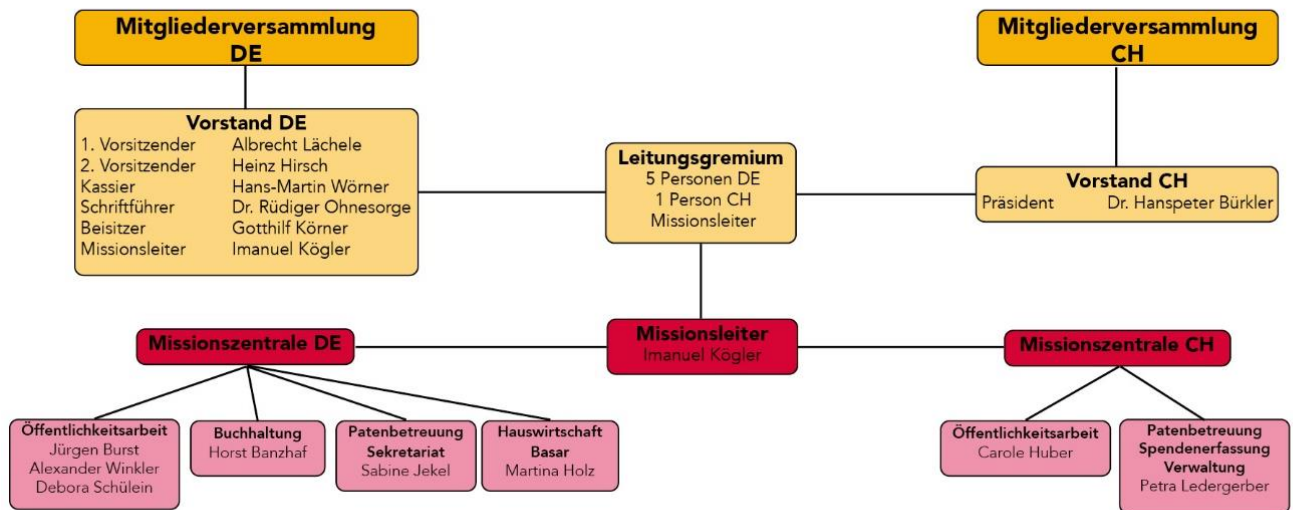 Mitgliederversammlung
DE
Mitgliederversammlung
CH
Vorstand DE
1. Vorsitzender Albrecht Lächele
2. Vorsitzender Heinz Hirsch
Kassier Hans-Martin Wörner
Schriftführer Dr. Rüdiger Ohnesorge
Beisitzer Gotthilf Körner
Missionsleiter Imanuel Kögler
Leitungsgremium
5 Personen DE
1 Person CH
Missionsleiter
Vorstand CH
Präsident Dr. Hanspeter Bürkler
Missionszentrale DE
Missionsleiter
Imanuel Kögler
Missionszentrale CH
Öffentlichkeitsarbeit
Jürgen Burst
Alexander Winkler
Debora Schülein
Buchhaltung
Horst Banzhaf
Patenbetreuung
Sekretariat
Sabine Jekel
Hauswirtschaft
Basar
Martina Holz
Öffentlichkeitsarbeit
Carole Huber
Patenbetreuung
Spendenerfassung
Verwaltung
Petra Ledergerber